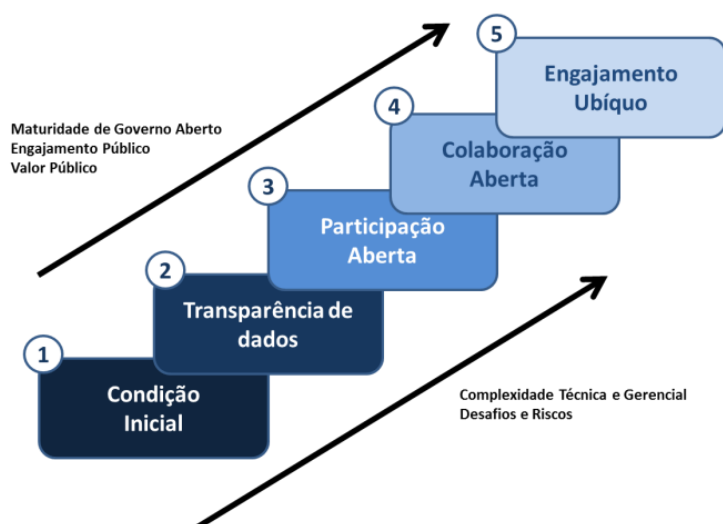 5
Engajamento
Ubíquo
4
Colaboração
Aberta
Maturidade de Governo Aberto
Engajamento Público
Valor Público
3
Participação
Aberta
2
Transparência de
dados
1
Condição
Inicial
Complexidade Técnica e Gerencial
Desafios e Riscos